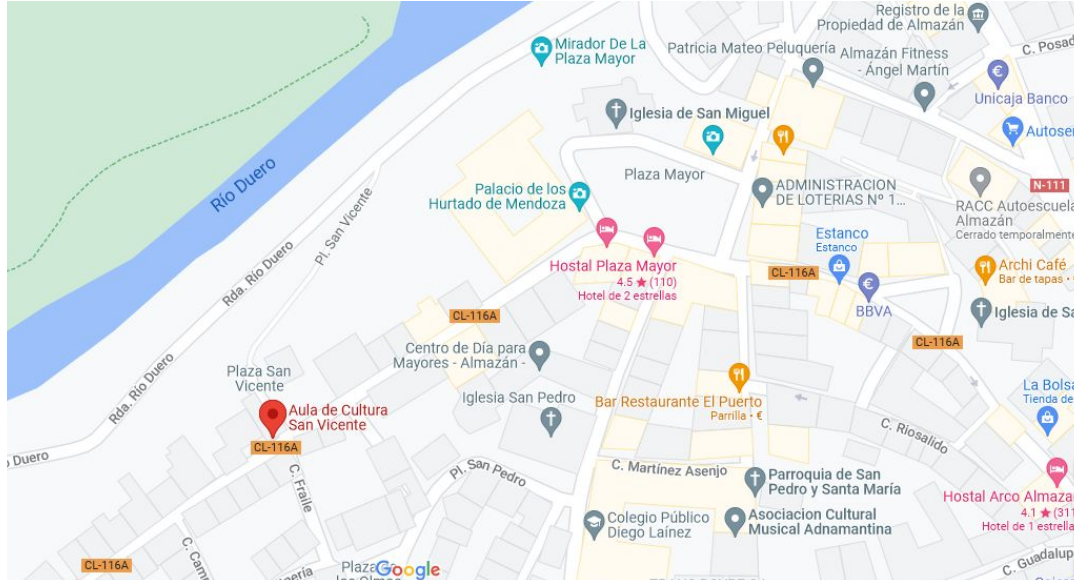 Registro de la
Propiedad de Almazán
C. Posad
Mirador De La
Plaza Mayor
Patricia Mateo Peluquería
Almazán Fitness
- Ángel Martín
Unicaja Banco
Iglesia de San Miguel
Autoser
Río Duero
Plaza Mayor
N-111
Palacio de los
Hurtado de Mendoza
ADMINISTRACION
DE LOTERIAS Nº 1...
RACC Autoescuela
Almazán
Cerrado temporalmente
Pl. San Vicente
Estanco
Estanco
Rda. Río Duero
Hostal Plaza Mayor
4.5 ★ (110)
Hotel de 2 estrellas
CL-116A
Archi Café
Bar de tapas •
BBVA
Iglesia de Sa
CL-116A
CL-116A
Centro de Día para
Mayores - Almazán -
Plaza San
Vicente
Rda. Río Duero
Iglesia San Pedro
Bar Restaurante El Puerto
Parrilla • €
La Bolsa
Tienda de
Aula de Cultura
San Vicente
CL-116A
C. Riosalido
Duero
Pl. San Pedro
C. Martínez Asenjo
C. Fraile
Parroquia de San
Pedro y Santa María
Hostal Arco Almazá
4.1 ★ (311
Hotel de 1 estrella
Colegio Público
Diego Laínez
Asociacion Cultural
Musical Adnamantina
C. Cam
CL-116A
Plaza
Google
C. Guadalup